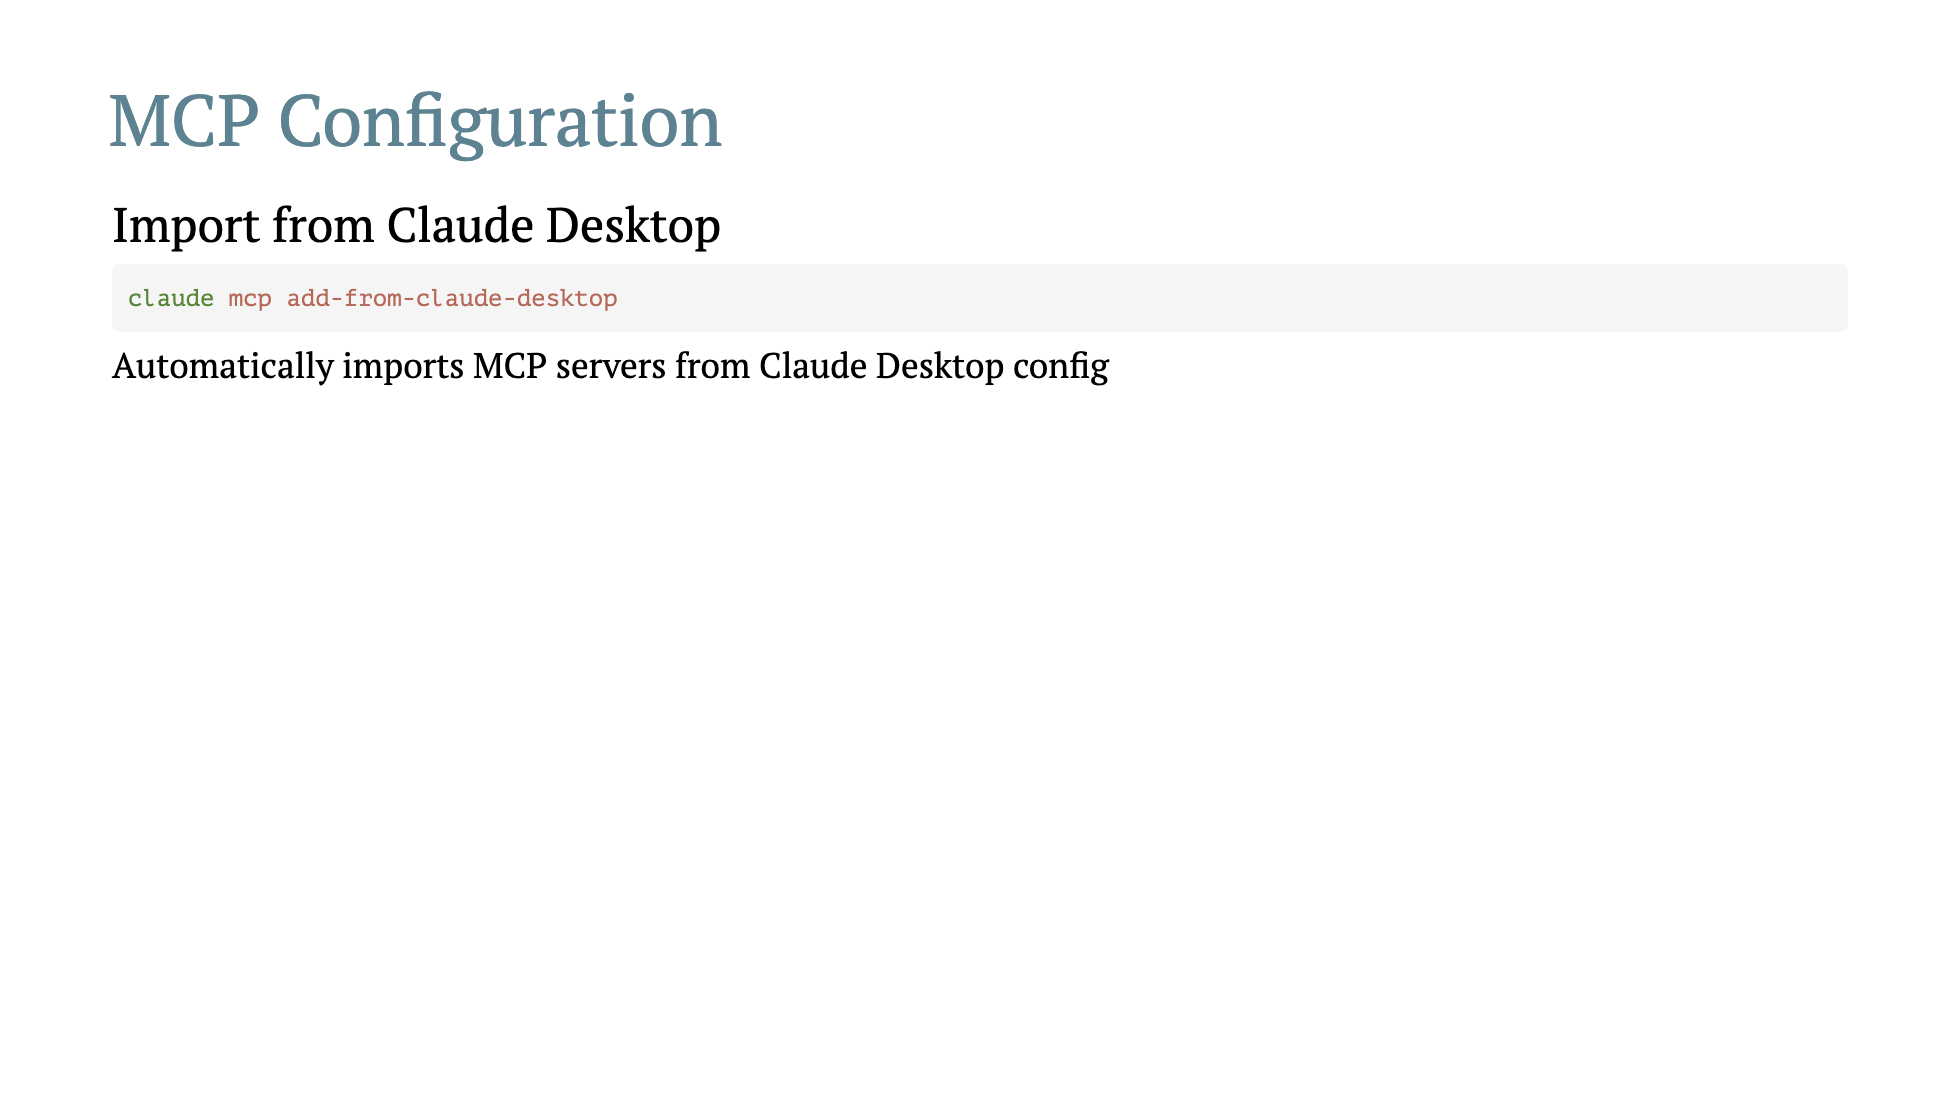 MCP Configuration
Import from Claude Desktop
claude mcp add-from-claude-desktop
Automatically imports MCP servers from Claude Desktop config